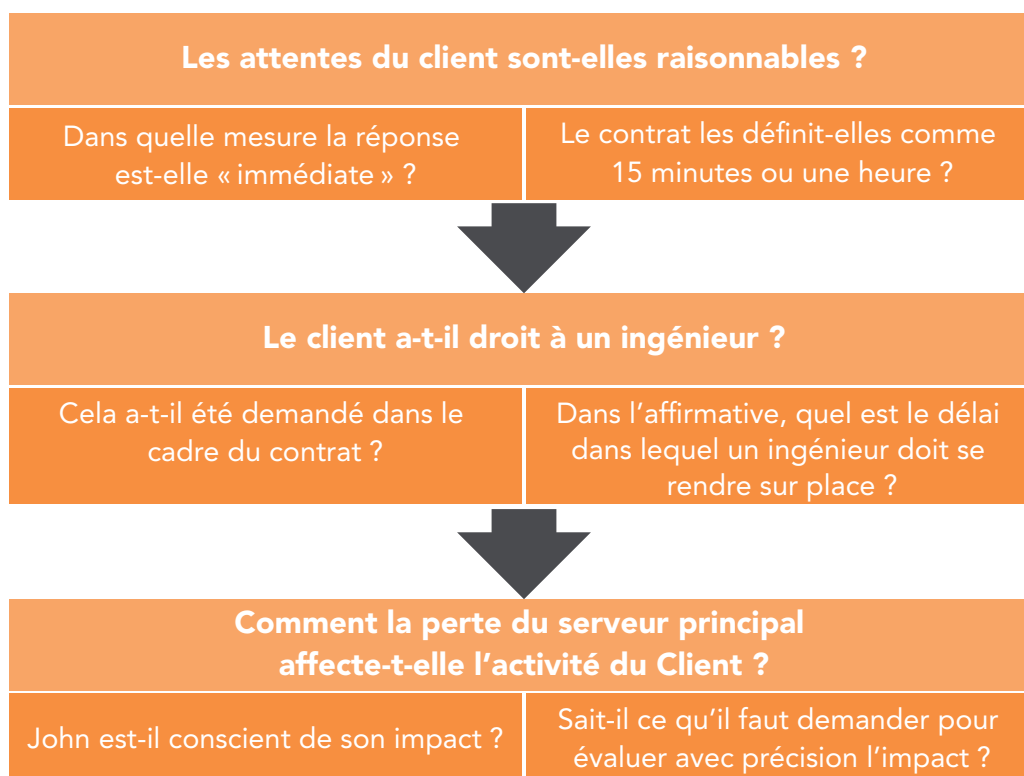 Les attentes du client sont-elles raisonnables ?
Dans quelle mesure la réponse
est-elle « immédiate » ?
Le contrat les définit-elles comme
15 minutes ou une heure ?
Le client a-t-il droit à un ingénieur ?
Cela a-t-il été demandé dans le
cadre du contrat ?
Dans l’affirmative, quel est le délai
dans lequel un ingénieur doit se
rendre sur place ?
Comment la perte du serveur principal
affecte-t-elle l’activité du Client ?
John est-il conscient de son impact ?
Sait-il ce qu’il faut demander pour
évaluer avec précision l’impact ?